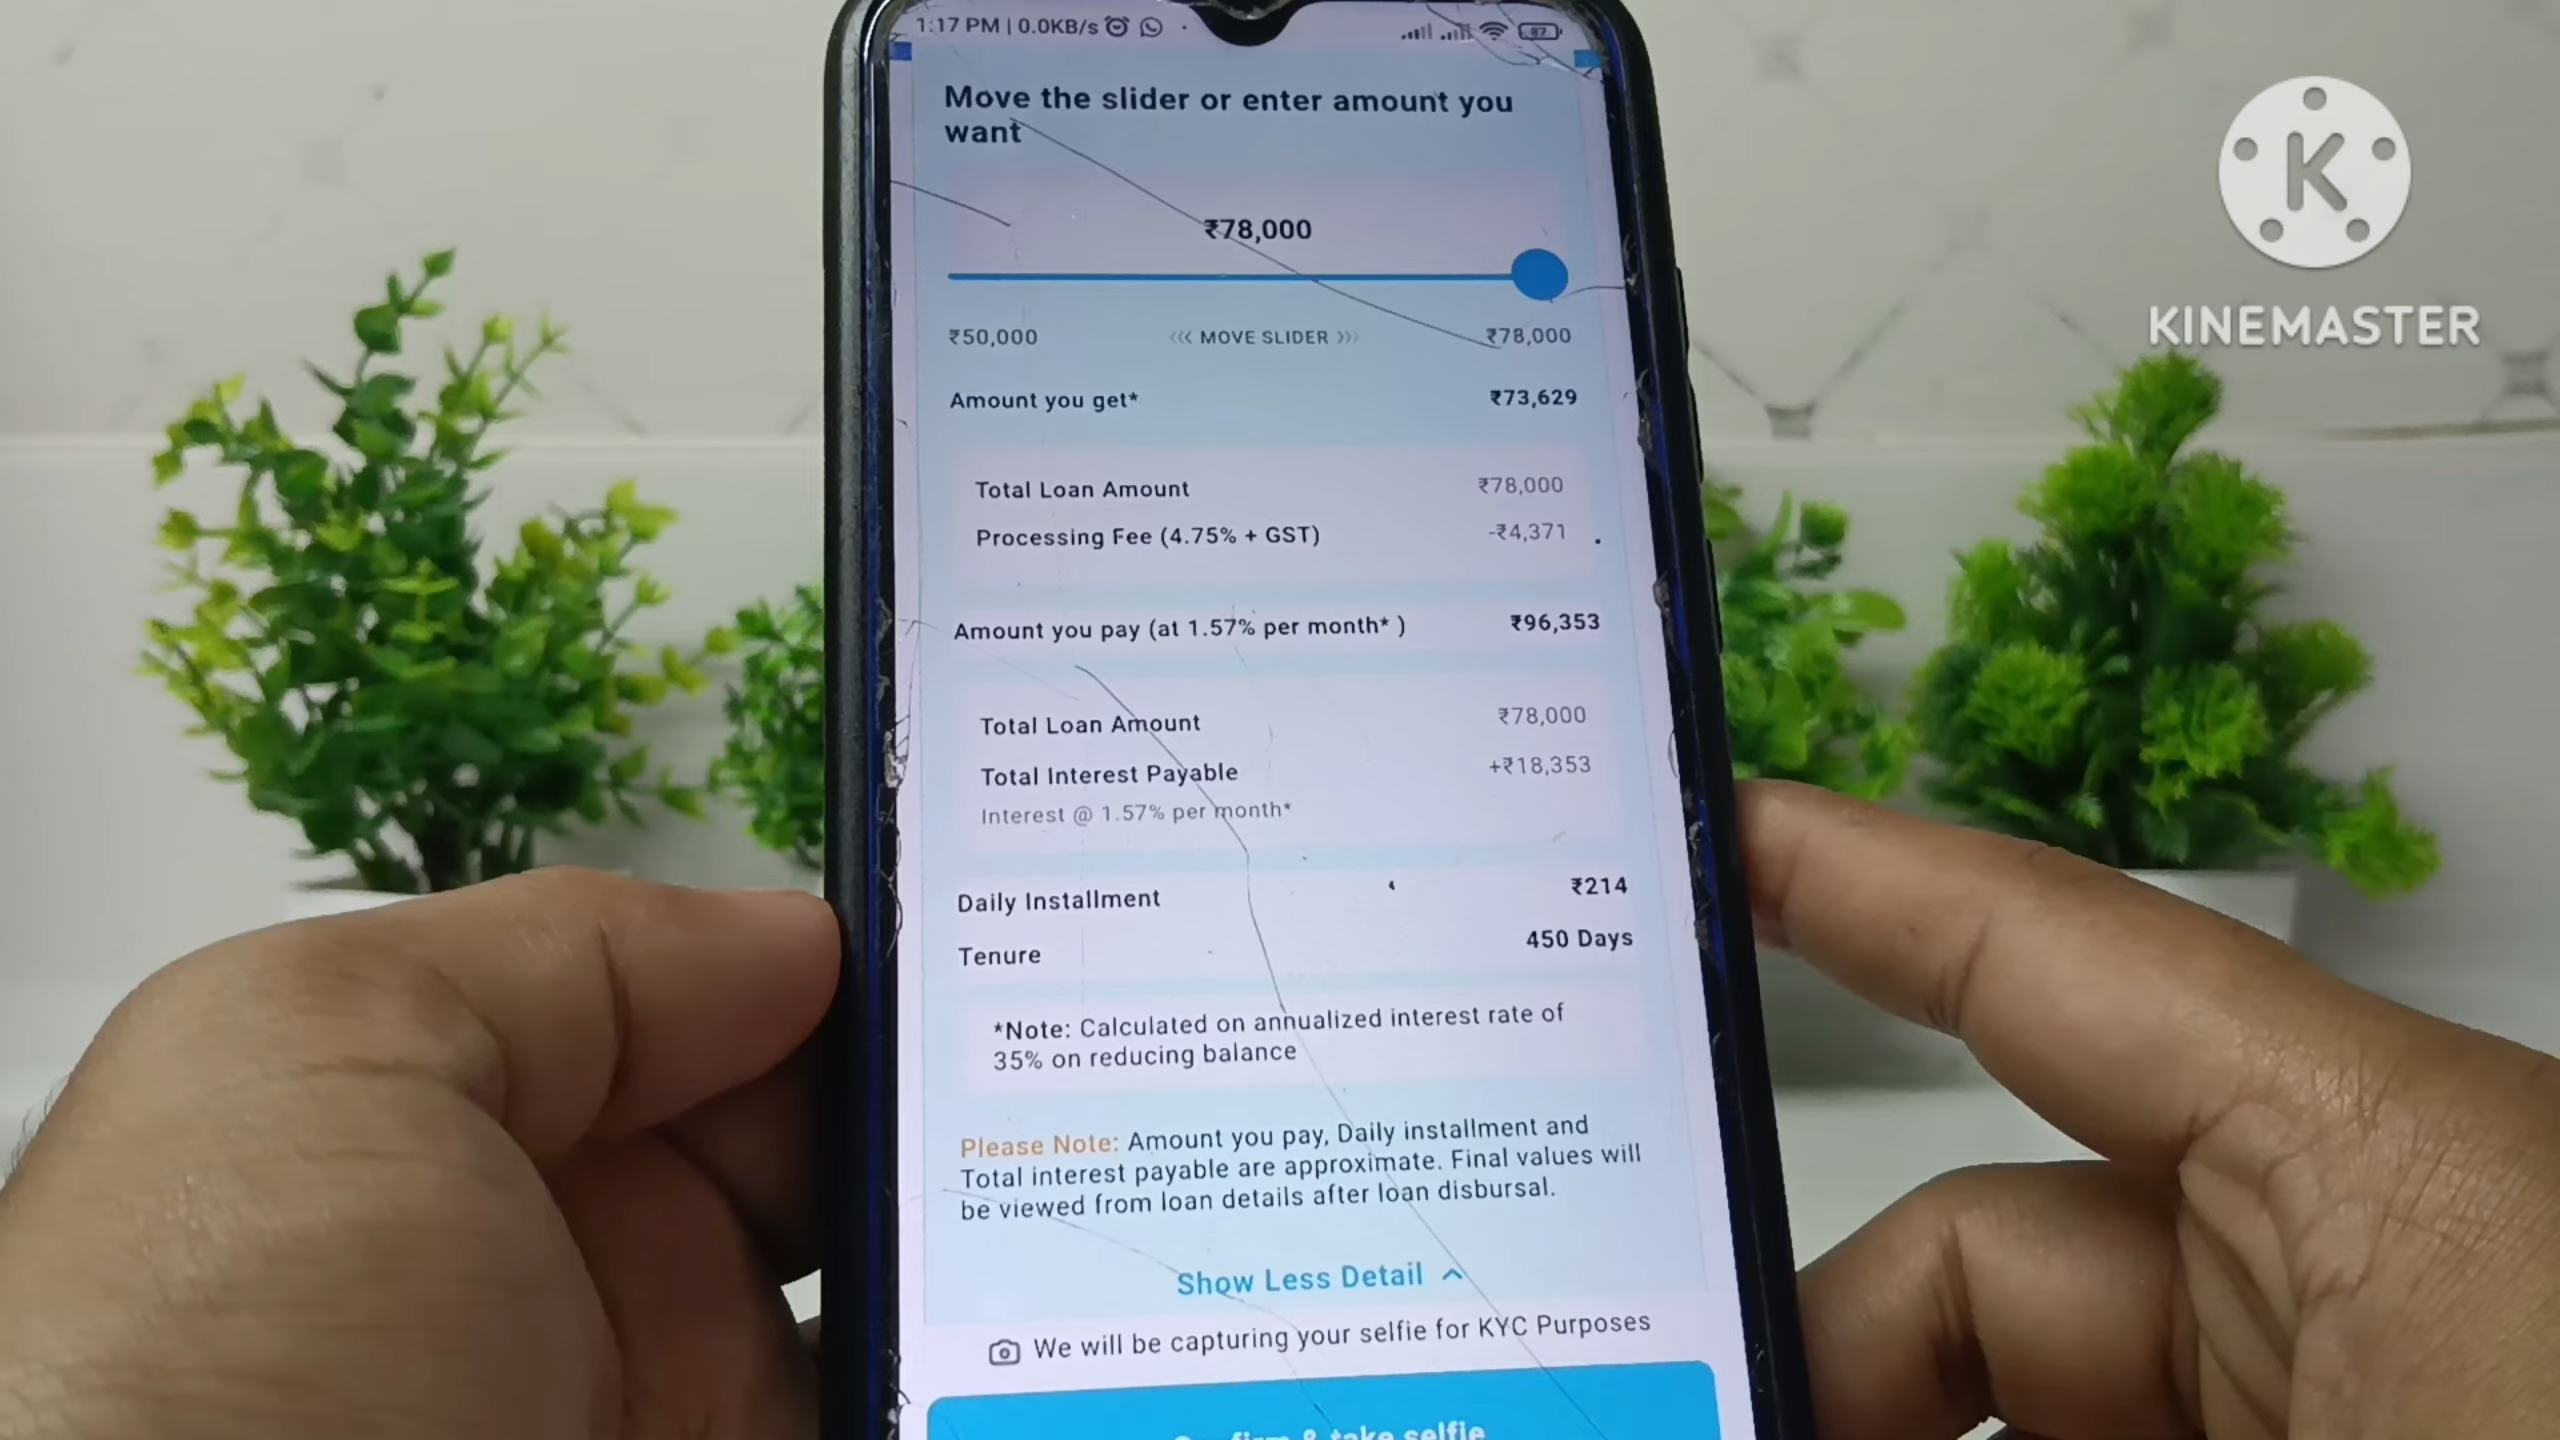 1:17 PM | 0.0KB/s
87
Move the slider or enter amount you
want
₹78,000
₹50,000 ‹‹‹ MOVE SLIDER ››› ₹78,000
Amount you get* ₹73,629
Total Loan Amount ₹78,000
Processing Fee (4.75% + GST) -₹4,371
Amount you pay (at 1.57% per month* ) ₹96,353
Total Loan Amount ₹78,000
Total Interest Payable +₹18,353
Interest @ 1.57% per month*
Daily Installment ₹214
Tenure 450 Days
*Note: Calculated on annualized interest rate of
35% on reducing balance
Please Note: Amount you pay, Daily installment and
Total interest payable are approximate. Final values will
be viewed from loan details after loan disbursal.
Show Less Detail
We will be capturing your selfie for KYC Purposes
Confirm & take selfie
K
KINEMASTER